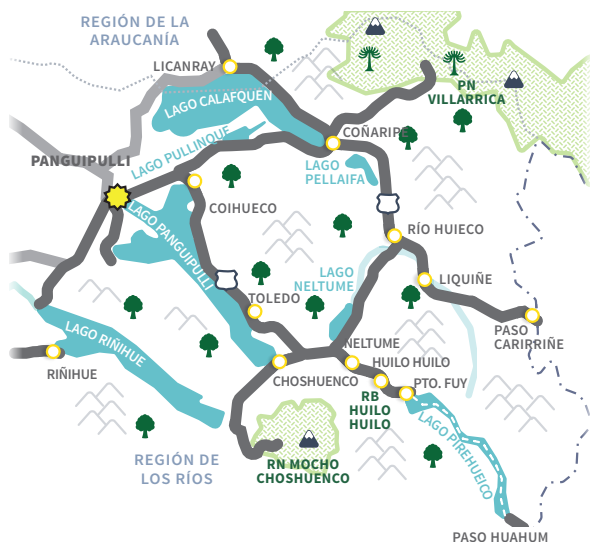 REGIÓN DE LA
ARAUCANÍA
LICANRAY
PN
VILLARRICA
LAGO CALAFQUEN
COÑARIPE
LAGO PULLINQUE
PANGUIPULLI
LAGO
PELLAIFA
COIHUECO
LAGO PANGUIPULLI
RÍO HUIECO
LAGO
NELTUME
LIQUIÑE
TOLEDO
PASO
CARIRRIÑE
LAGO RIÑIHUE
NELTUME
RIÑIHUE
CHOSHUENCO
HUILO HUILO
PTO. FUY
RB
HUILO
HUILO
LAGO PIREHUEICO
REGIÓN DE
LOS RÍOS
RN MOCHO
CHOSHUENCO
PASO HUAHUM